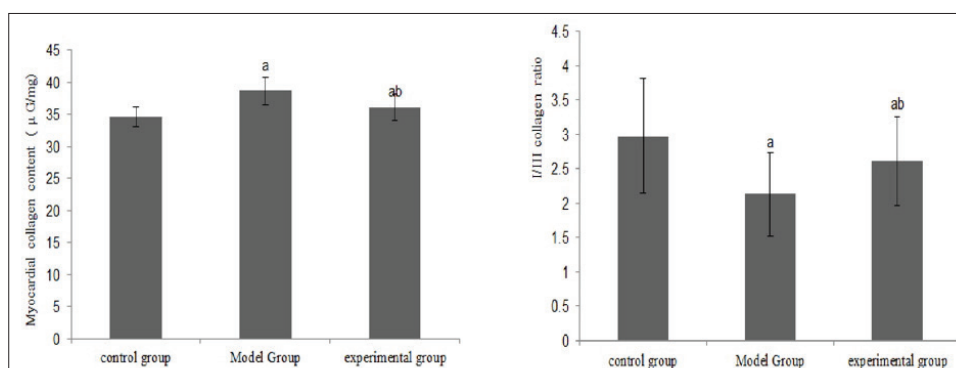 Myocardial collagen content ( μ G/mg)
45
40
35
30
25
20
15
10
5
0
a
ab
control group
Model Group
experimental group
I/III collagen ratio
4.5
4
3.5
3
2.5
2
1.5
1
0.5
0
a
ab
control group
Model Group
experimental group